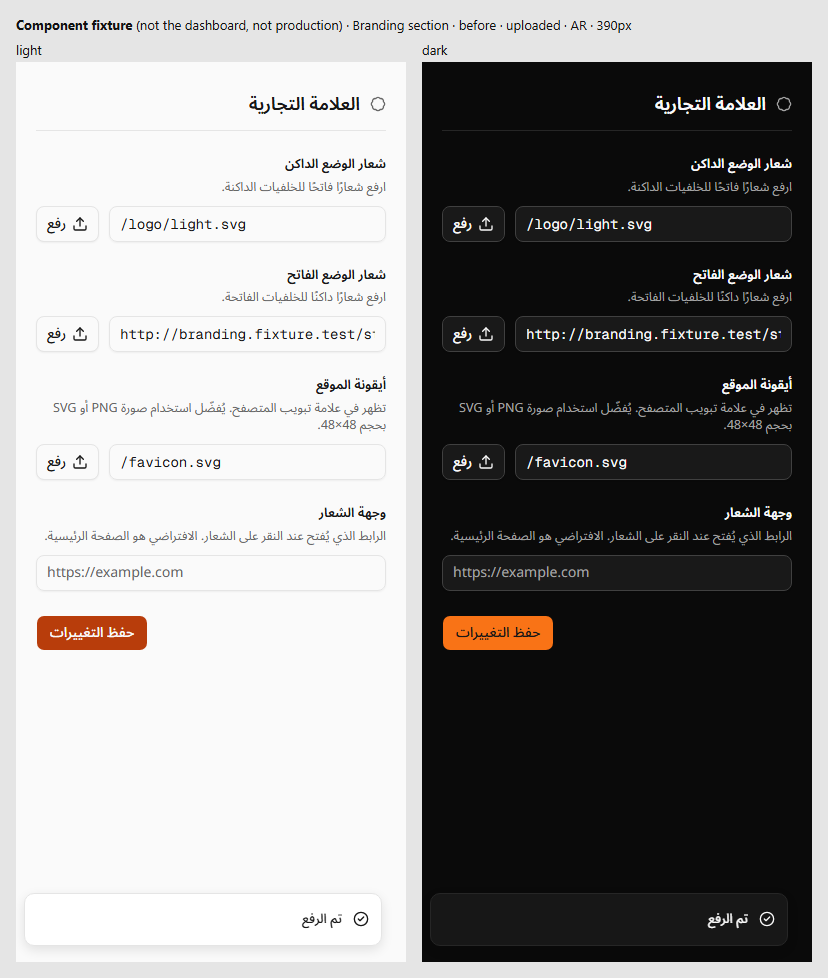 Component fixture (not the dashboard, not production) · Branding section · before · uploaded · AR · 390px
light
العلامة التجارية
شعار الوضع الداكن
ارفع شعارًا فاتحًا للخلفيات الداكنة.
/logo/light.svg
رفع
شعار الوضع الفاتح
ارفع شعارًا داكنًا للخلفيات الفاتحة.
http://branding.fixture.test/s
رفع
أيقونة الموقع
تظهر في علامة تبويب المتصفح. يُفضّل استخدام صورة PNG أو SVG
بحجم 48×48.
/favicon.svg
رفع
وجهة الشعار
الرابط الذي يُفتح عند النقر على الشعار. الافتراضي هو الصفحة الرئيسية.
https://example.com
حفظ التغييرات
تم الرفع
dark
العلامة التجارية
شعار الوضع الداكن
ارفع شعارًا فاتحًا للخلفيات الداكنة.
/logo/light.svg
رفع
شعار الوضع الفاتح
ارفع شعارًا داكنًا للخلفيات الفاتحة.
http://branding.fixture.test/s
رفع
أيقونة الموقع
تظهر في علامة تبويب المتصفح. يُفضّل استخدام صورة PNG أو SVG
بحجم 48×48.
/favicon.svg
رفع
وجهة الشعار
الرابط الذي يُفتح عند النقر على الشعار. الافتراضي هو الصفحة الرئيسية.
https://example.com
حفظ التغييرات
تم الرفع